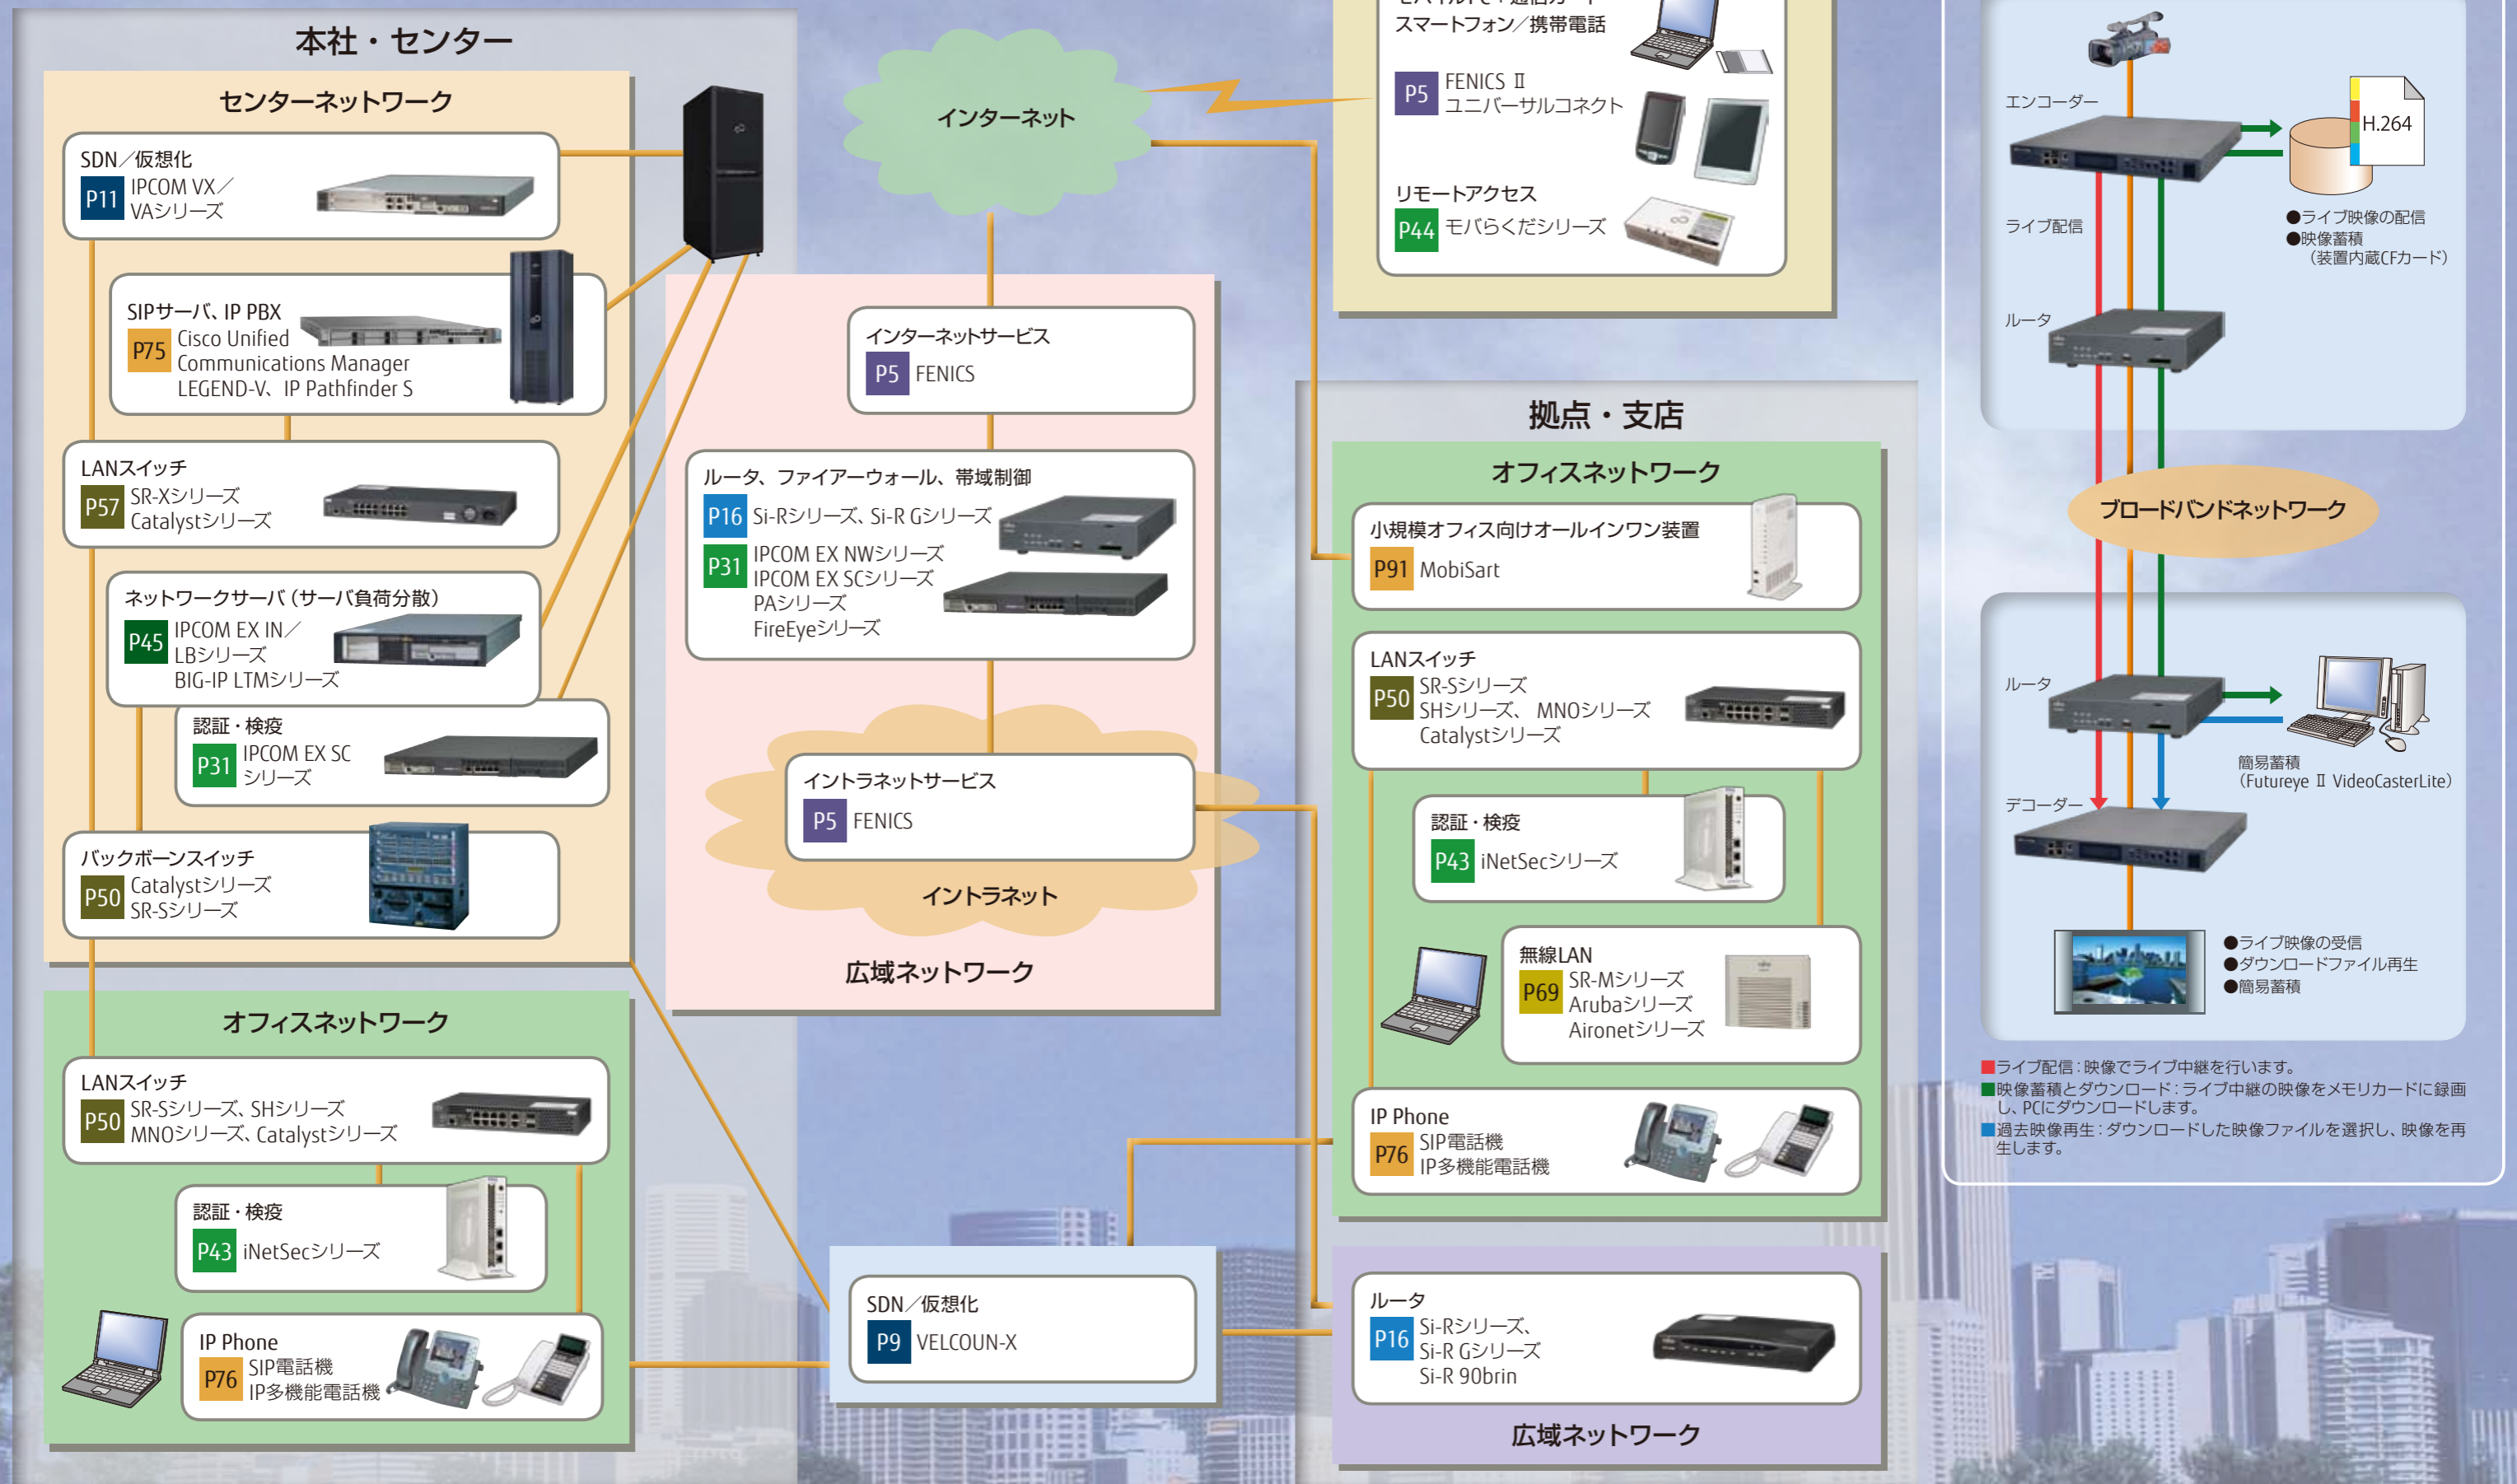 本社・センター
センターネットワーク
SDN／仮想化
P11
IPCOM VX／
VAシリーズ
SIPサーバ、IP PBX
P75
Cisco Unified
Communications Manager
LEGEND-V、IP Pathfinder S
LANスイッチ
P57
SR-Xシリーズ
Catalystシリーズ
ネットワークサーバ（サーバ負荷分散）
P45
IPCOM EX IN／
LBシリーズ
BIG-IP LTMシリーズ
認証・検疫
P31
IPCOM EX SC
シリーズ
バックボーンスイッチ
P50
Catalystシリーズ
SR-Sシリーズ
オフィスネットワーク
LANスイッチ
P50
SR-Sシリーズ、SHシリーズ
MNOシリーズ、Catalystシリーズ
認証・検疫
P43
iNetSecシリーズ
IP Phone
P76
SIP電話機
IP多機能電話機
インターネット
インターネットサービス
P5
FENICS
ルータ、ファイアーウォール、帯域制御
P16
Si-Rシリーズ、Si-R Gシリーズ
P31
IPCOM EX NWシリーズ
IPCOM EX SCシリーズ
PAシリーズ
FireEyeシリーズ
イントラネットサービス
P5
FENICS
イントラネット
広域ネットワーク
SDN／仮想化
P9
VELCOUN-X
スマートフォン／携帯電話
P5
FENICS Ⅱ
ユニバーサルコネクト
リモートアクセス
P44
モバらくだシリーズ
拠点・支店
オフィスネットワーク
小規模オフィス向けオールインワン装置
P91
MobiSart
LANスイッチ
P50
SR-Sシリーズ
SHシリーズ、MNOシリーズ
Catalystシリーズ
認証・検疫
P43
iNetSecシリーズ
無線LAN
P69
SR-Mシリーズ
Arubaシリーズ
Aironetシリーズ
IP Phone
P76
SIP電話機
IP多機能電話機
ルータ
P16
Si-Rシリーズ、
Si-R Gシリーズ
Si-R 90brin
広域ネットワーク
エンコーダー
H.264
●ライブ映像の配信
●映像蓄積
（装置内蔵CFカード）
ライブ配信
ルータ
ブロードバンドネットワーク
ルータ
簡易蓄積
（Futureye Ⅱ VideoCasterLite）
デコーダー
●ライブ映像の受信
●ダウンロードファイル再生
●簡易蓄積
■ライブ配信：映像でライブ中継を行います。
■映像蓄積とダウンロード：ライブ中継の映像をメモリカードに録画
し、PCにダウンロードします。
■過去映像再生：ダウンロードした映像ファイルを選択し、映像を再
生します。